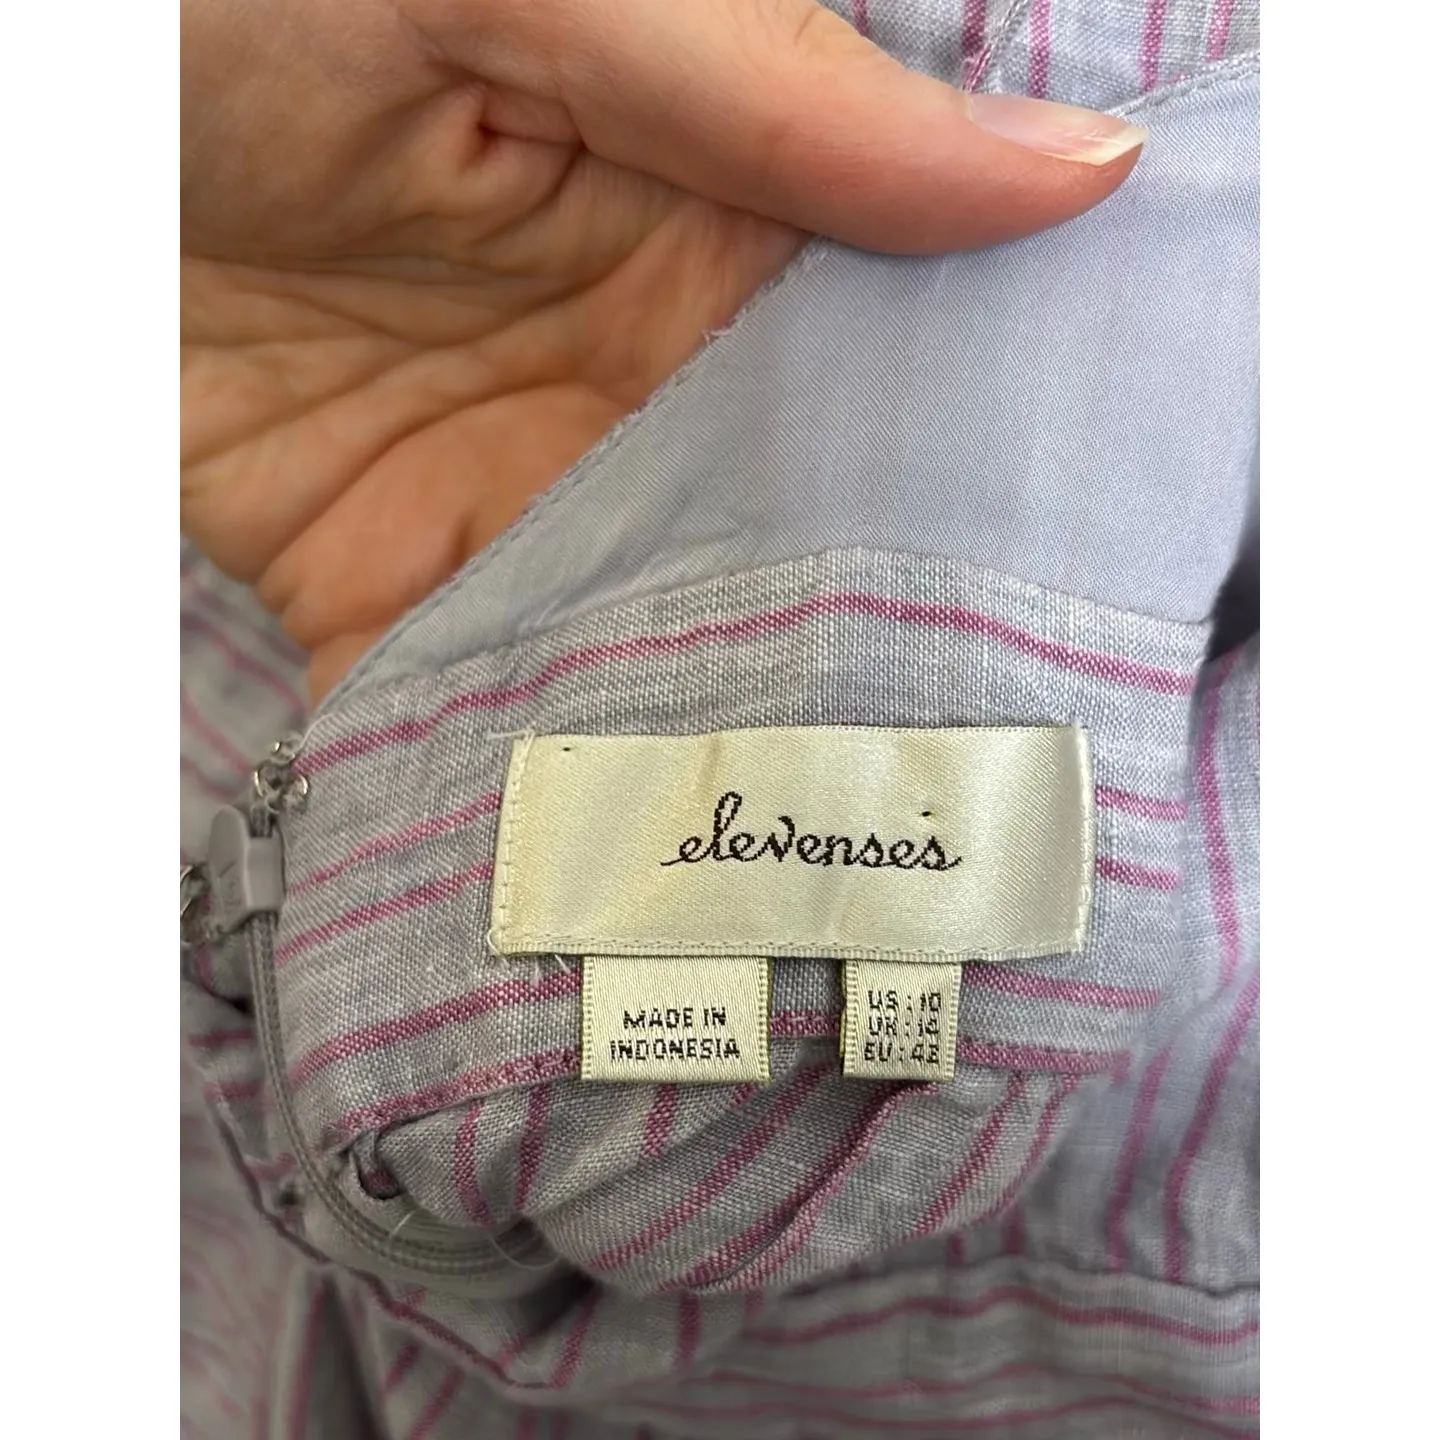 elevenses
MADE IN
INDONESIA
US : 10
UK : 14
EU : 42